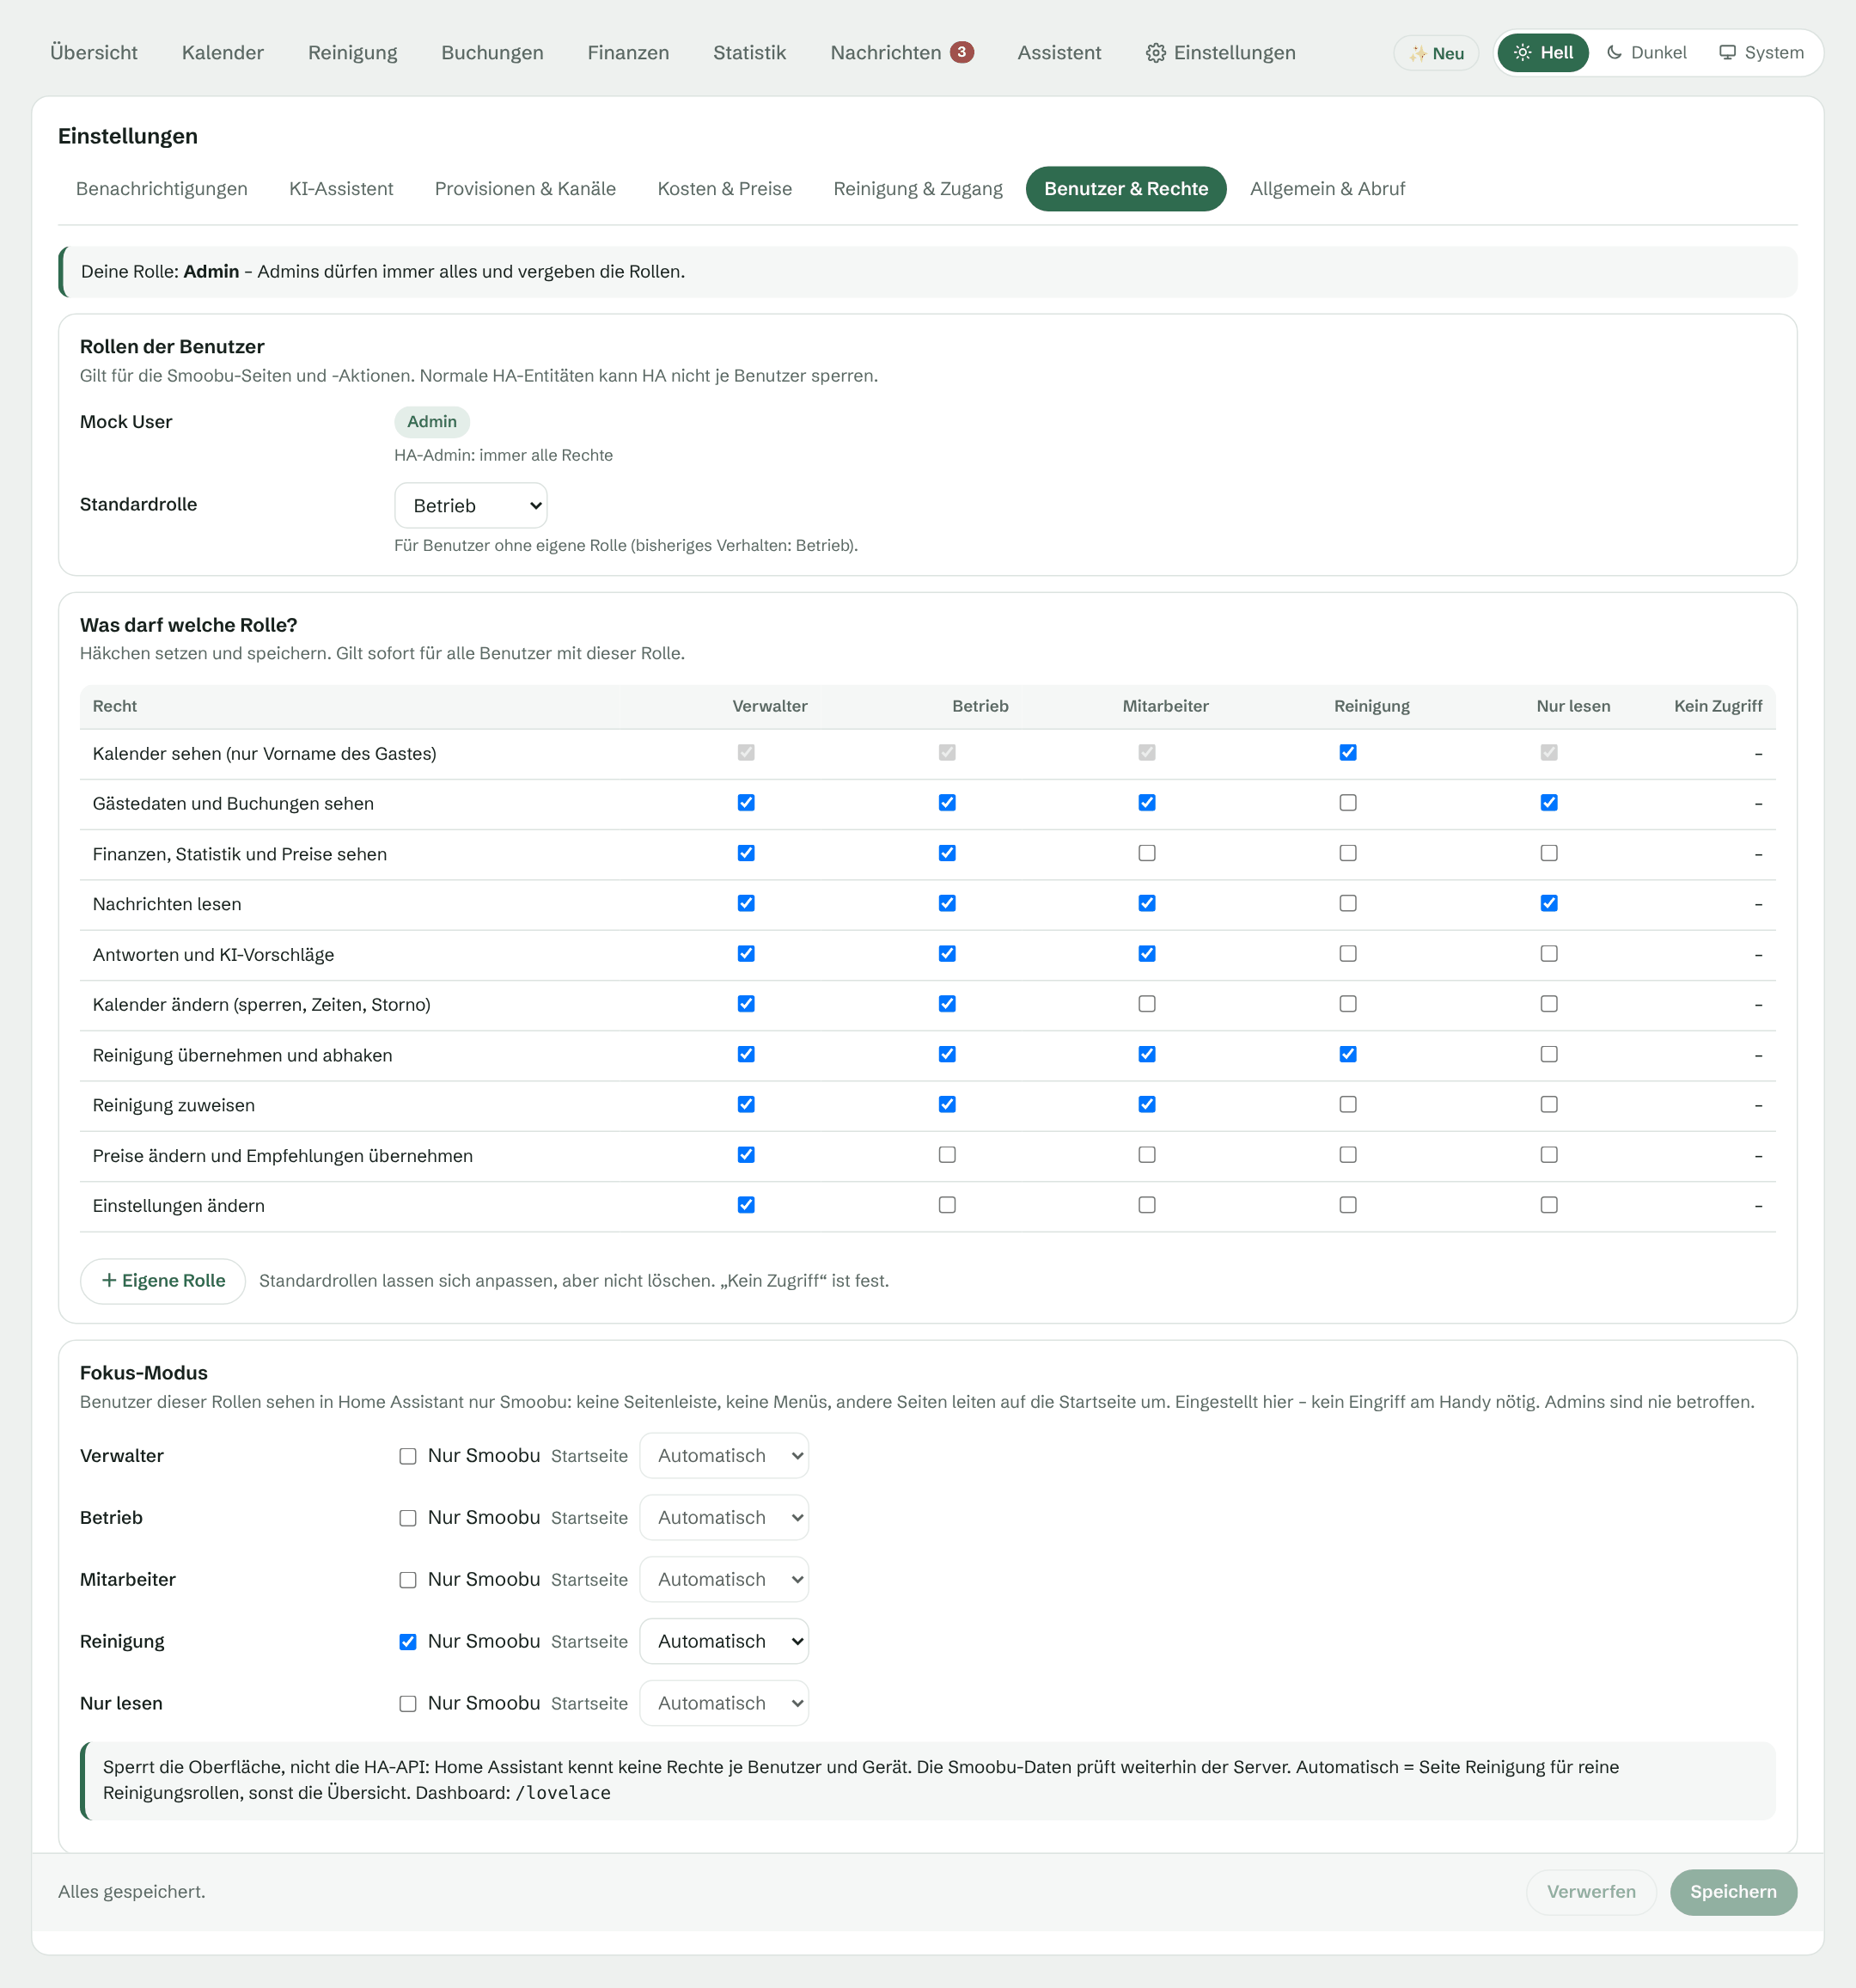 Übersicht Kalender Reinigung Buchungen Finanzen Statistik Nachrichten 3 Assistent Einstellungen ✨ Neu Hell Dunkel System
Einstellungen
Benachrichtigungen KI-Assistent Provisionen & Kanäle Kosten & Preise Reinigung & Zugang Benutzer & Rechte Allgemein & Abruf
Deine Rolle: Admin – Admins dürfen immer alles und vergeben die Rollen.
Rollen der Benutzer
Gilt für die Smoobu-Seiten und -Aktionen. Normale HA-Entitäten kann HA nicht je Benutzer sperren.
Mock User Admin
HA-Admin: immer alle Rechte
Standardrolle Betrieb
Für Benutzer ohne eigene Rolle (bisheriges Verhalten: Betrieb).
Was darf welche Rolle?
Häkchen setzen und speichern. Gilt sofort für alle Benutzer mit dieser Rolle.
Recht Verwalter Betrieb Mitarbeiter Reinigung Nur lesen Kein Zugriff
Kalender sehen (nur Vorname des Gastes) –
Gästedaten und Buchungen sehen –
Finanzen, Statistik und Preise sehen –
Nachrichten lesen –
Antworten und KI-Vorschläge –
Kalender ändern (sperren, Zeiten, Storno) –
Reinigung übernehmen und abhaken –
Reinigung zuweisen –
Preise ändern und Empfehlungen übernehmen –
Einstellungen ändern –
+ Eigene Rolle Standardrollen lassen sich anpassen, aber nicht löschen. „Kein Zugriff“ ist fest.
Fokus-Modus
Benutzer dieser Rollen sehen in Home Assistant nur Smoobu: keine Seitenleiste, keine Menüs, andere Seiten leiten auf die Startseite um. Eingestellt hier – kein Eingriff am Handy nötig. Admins sind nie betroffen.
Verwalter Nur Smoobu Startseite Automatisch
Betrieb Nur Smoobu Startseite Automatisch
Mitarbeiter Nur Smoobu Startseite Automatisch
Reinigung Nur Smoobu Startseite Automatisch
Nur lesen Nur Smoobu Startseite Automatisch
Sperrt die Oberfläche, nicht die HA-API: Home Assistant kennt keine Rechte je Benutzer und Gerät. Die Smoobu-Daten prüft weiterhin der Server. Automatisch = Seite Reinigung für reine
Reinigungsrollen, sonst die Übersicht. Dashboard: /lovelace
Alles gespeichert. Verwerfen Speichern